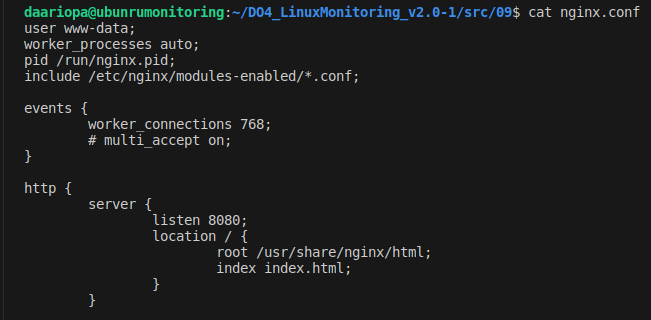 daariopa@ubunrumonitoring:~/DO4_LinuxMonitoring_v2.0-1/src/09$ cat nginx.conf
user www-data;
worker_processes auto;
pid /run/nginx.pid;
include /etc/nginx/modules-enabled/*.conf;

events {
        worker_connections 768;
        # multi_accept on;
}

http {
        server {
                listen 8080;
                location / {
                        root /usr/share/nginx/html;
                        index index.html;
                }
        }